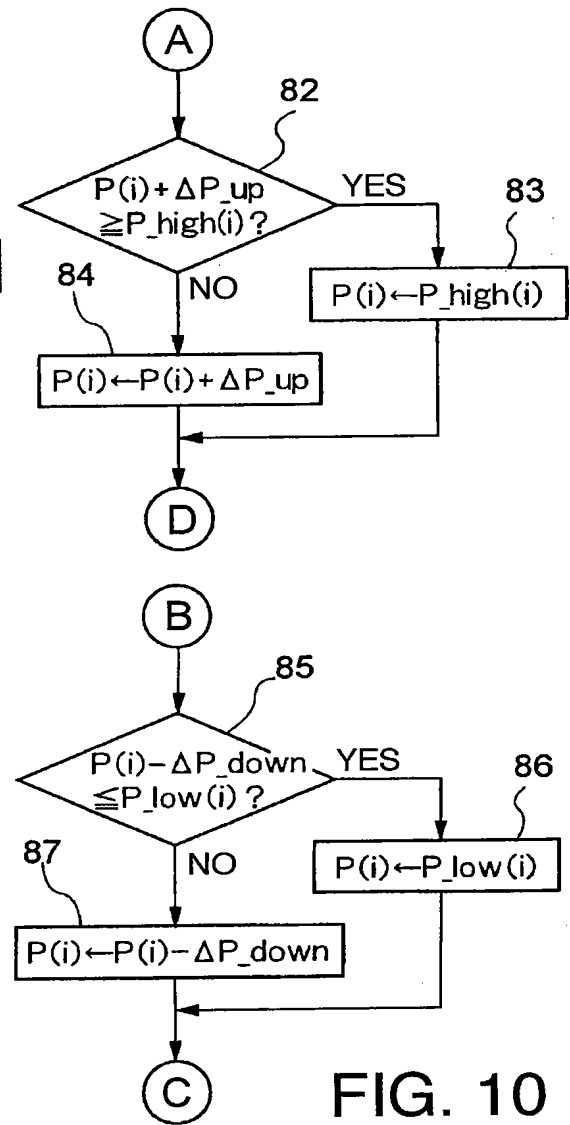 A
82
P(i)+ΔP_up
≧P_high(i)?
YES
83
P(i)←P_high(i)
NO
84
P(i)←P(i)+ΔP_up
D
B
85
P(i)-ΔP_down
≦P_low(i)?
YES
86
P(i)←P_low(i)
NO
87
P(i)←P(i)-ΔP_down
C
FIG. 10